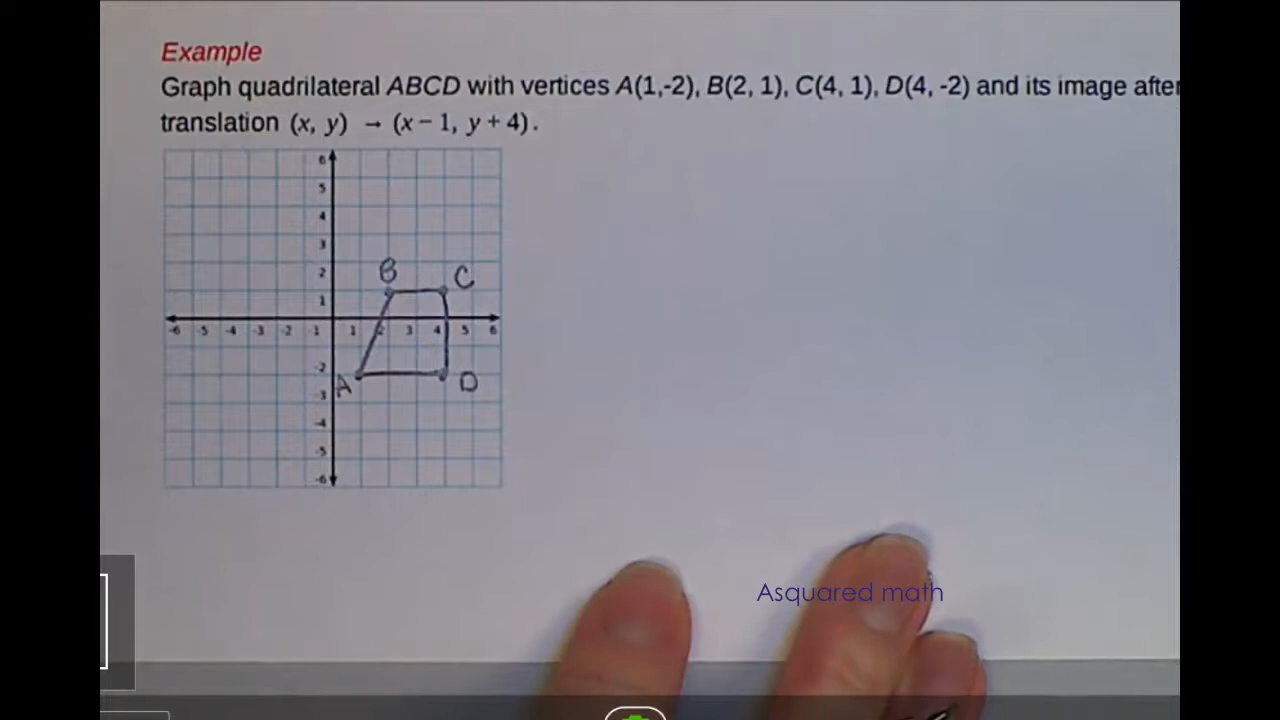 Example
Graph quadrilateral ABCD with vertices A(1,-2), B(2, 1), C(4, 1), D(4, -2) and its image after
translation (x, y) → (x − 1, y + 4).
6
5
4
3
B C
2
1
-6 -5 -4 -3 -2 -1 1 2 3 4 5 6
-2
A D
-3
-4
-5
-6
Asquared math